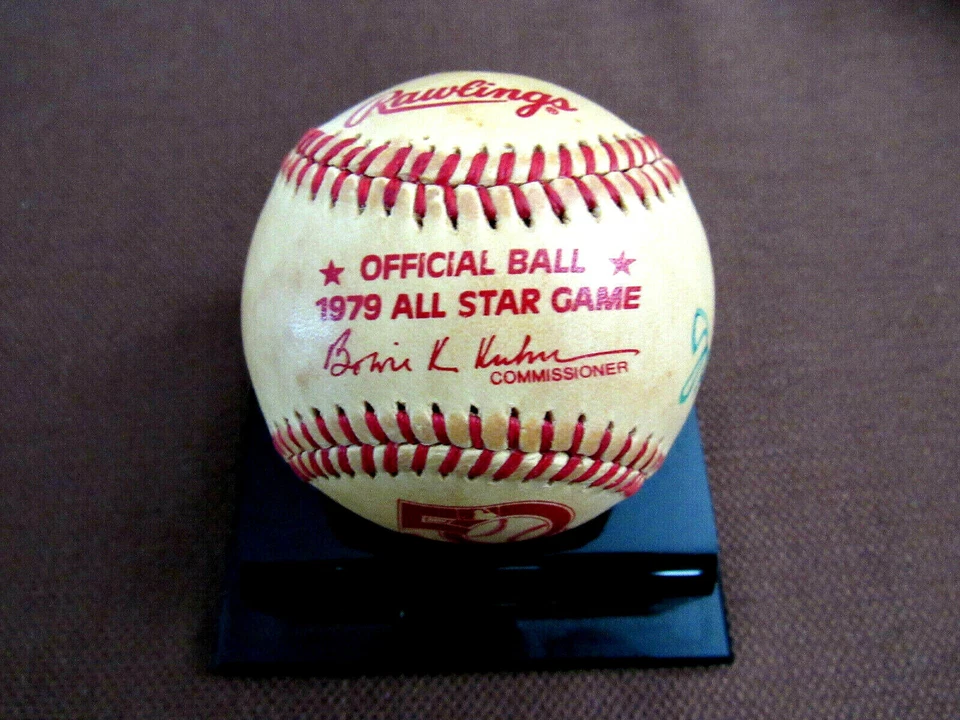 Rawlings®
★ OFFICIAL BALL ★
1979 ALL STAR GAME
Bowie K Kuhn
COMMISSIONER